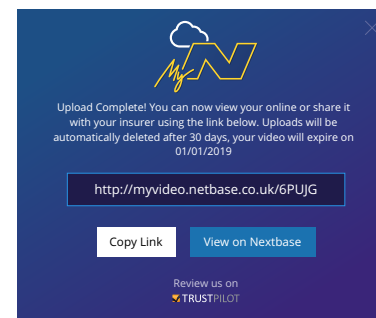 My N
Upload Complete! You can now view your online or share it
with your insurer using the link below. Uploads will be
automatically deleted after 30 days, your video will expire on
01/01/2019
http://myvideo.netbase.co.uk/6PUJG
Copy Link View on Nextbase
Review us on
TRUSTPILOT